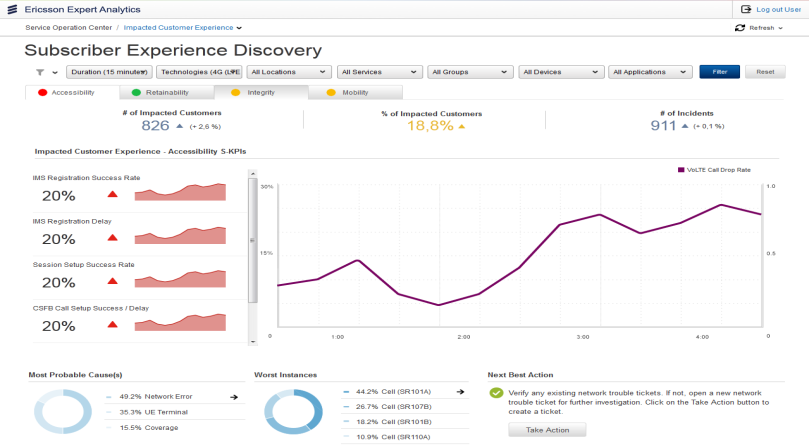 Ericsson Expert Analytics
Log out User
Service Operation Center / Impacted Customer Experience
Refresh
Subscriber Experience Discovery
Duration (15 minutes) Technologies (4G (LTE All Locations All Services All Groups All Devices All Applications Filter Reset
Accessibility Retainability Integrity Mobility
# of Impacted Customers % of Impacted Customers # of Incidents
826 (+ 2,6 %) 18,8% 911 (+ 0,1 %)
Impacted Customer Experience - Accessibility S-KPIs
IMS Registration Success Rate
20%
IMS Registration Delay
20%
Session Setup Success Rate
20%
CSFB Call Setup Success / Delay
20%
VoLTE Call Drop Rate
30% 1.0
15% 0.5
0 1:00 2:00 3:00 4:00 0
Most Probable Cause(s)
49.2% Network Error
35.3% UE Terminal
15.5% Coverage
Worst Instances
44.2% Cell (SR101A)
26.7% Cell (SR107B)
18.2% Cell (SR101B)
10.9% Cell (SR110A)
Next Best Action
Verify any existing network trouble tickets. If not, open a new network
trouble ticket for further investigation. Click on the Take Action button to
create a ticket.
Take Action